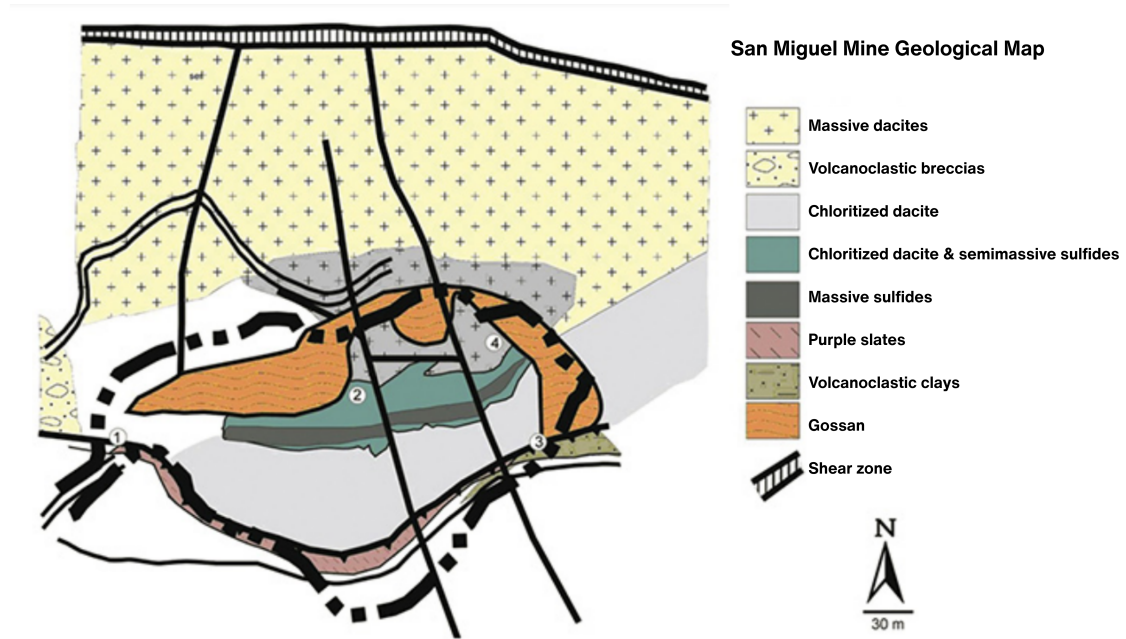 San Miguel Mine Geological Map
Massive dacites
Volcanoclastic breccias
Chloritized dacite
Chloritized dacite & semimassive sulfides
Massive sulfides
Purple slates
Volcanoclastic clays
Gossan
Shear zone
4
2
1
3
N
30 m